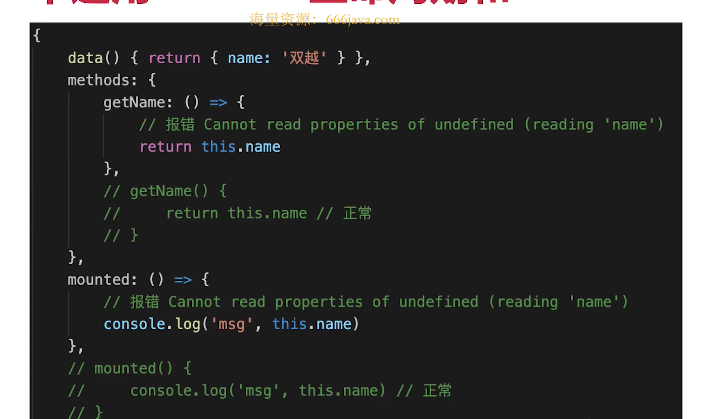 海量资源：666java.com
{
data() { return { name: '双越' } },
methods: {
getName: () => {
// 报错 Cannot read properties of undefined (reading 'name')
return this.name
},
// getName() {
//     return this.name // 正常
// }
},
mounted: () => {
// 报错 Cannot read properties of undefined (reading 'name')
console.log('msg', this.name)
},
// mounted() {
//     console.log('msg', this.name) // 正常
// }